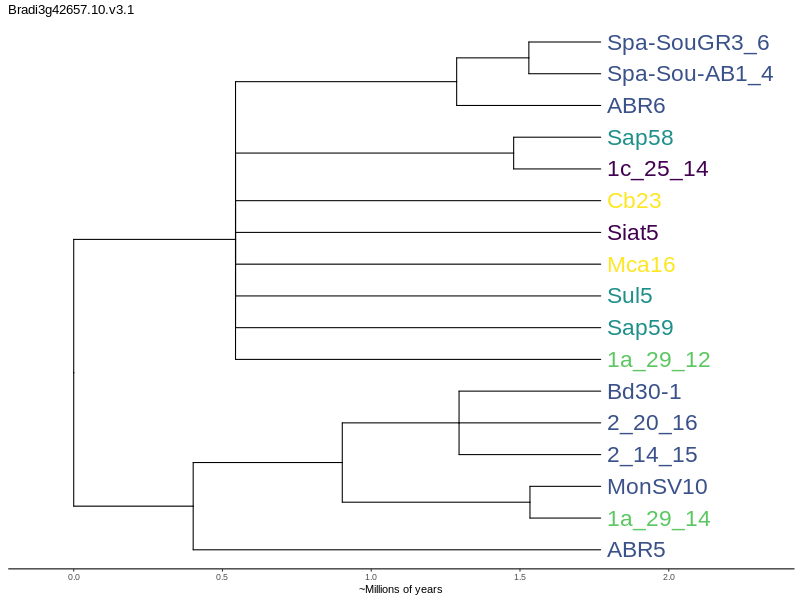 Bradi3g42657.10.v3.1
Spa-SouGR3_6
Spa-Sou-AB1_4
ABR6
Sap58
1c_25_14
Cb23
Siat5
Mca16
Sul5
Sap59
1a_29_12
Bd30-1
2_20_16
2_14_15
MonSV10
1a_29_14
ABR5
0.0 0.5 1.0 1.5 2.0
~Millions of years